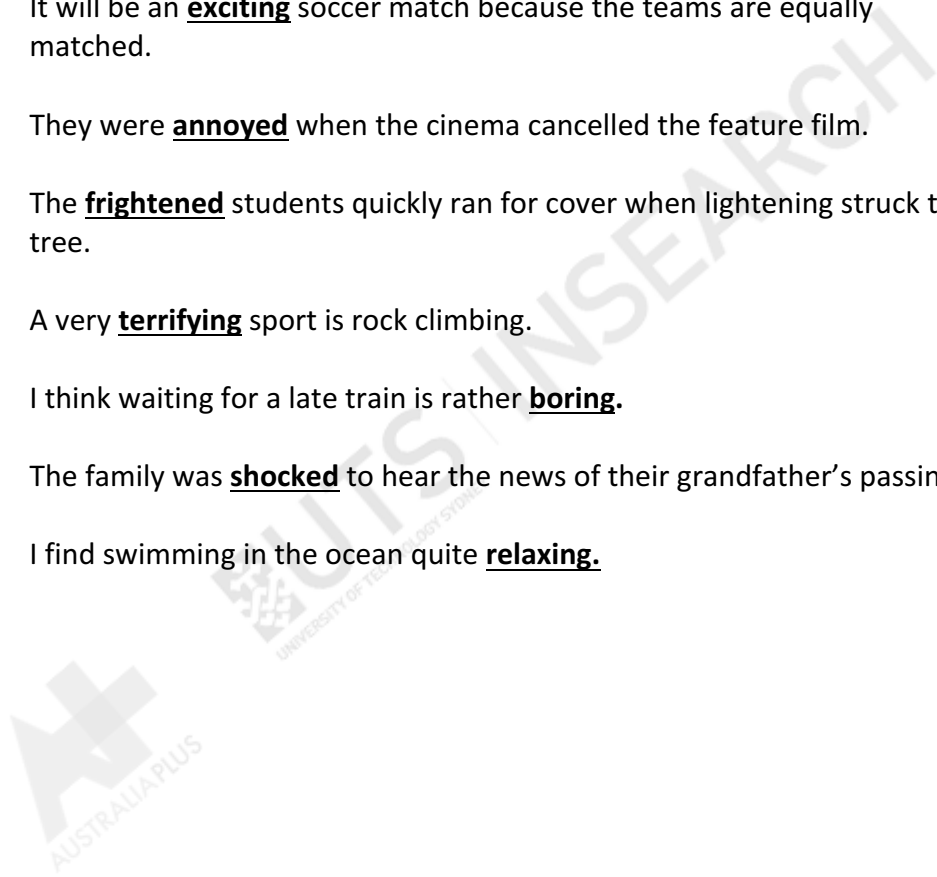 It will be an exciting soccer match because the teams are equally
matched.
They were annoyed when the cinema cancelled the feature film.
The frightened students quickly ran for cover when lightening struck t
tree.
A very terrifying sport is rock climbing.
I think waiting for a late train is rather boring.
The family was shocked to hear the news of their grandfather's passin
I find swimming in the ocean quite relaxing.
UTS | INSEARCH
UNIVERSITY OF TECHNOLOGY SYDNEY
A+
AUSTRALIA PLUS